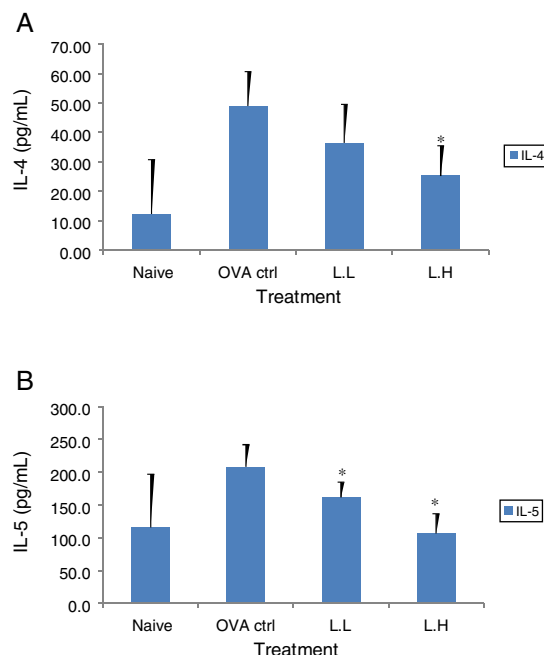 A
70.00
60.00
50.00
40.00
30.00
20.00
10.00
0.00
IL-4 (pg/mL)
*
IL-4
Naive OVA ctrl L.L L.H
Treatment
B
300.0
250.0
200.0
150.0
100.0
50.0
0.0
IL-5 (pg/mL)
* *
IL-5
Naive OVA ctrl L.L L.H
Treatment